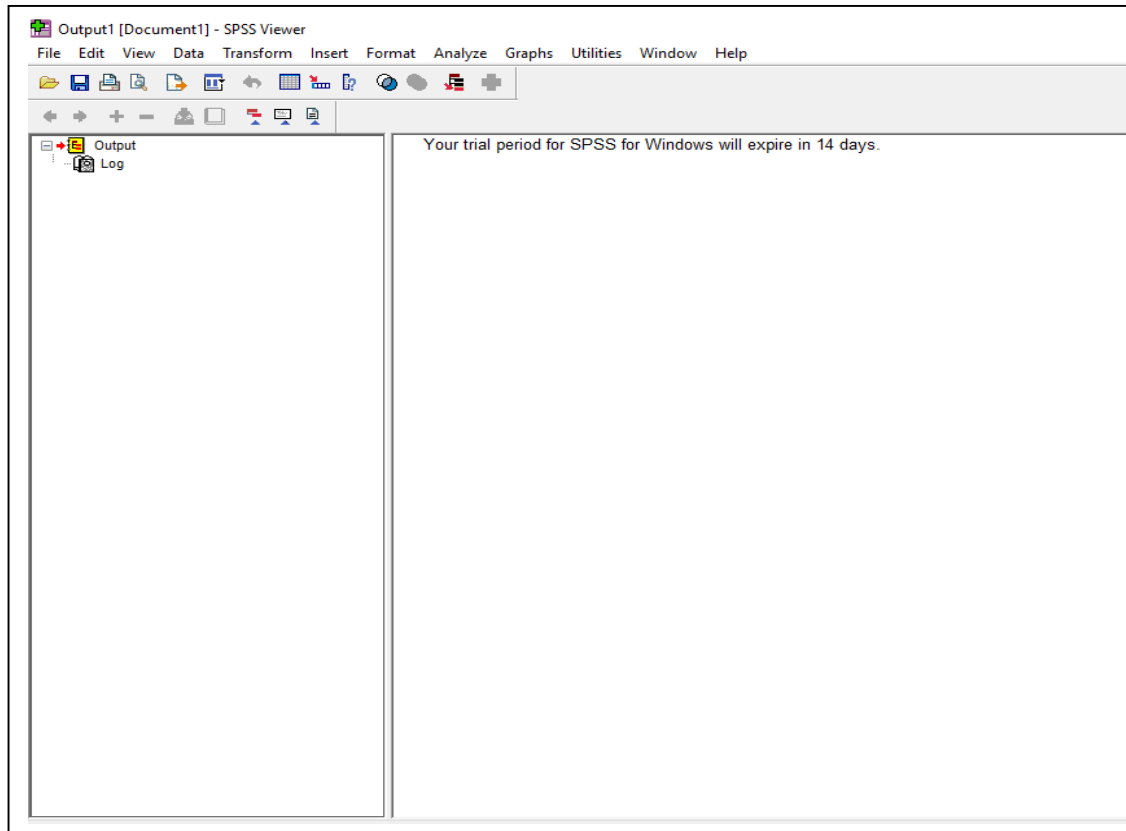 Output1 [Document1] - SPSS Viewer
File Edit View Data Transform Insert Format Analyze Graphs Utilities Window Help
Output
Log
Your trial period for SPSS for Windows will expire in 14 days.